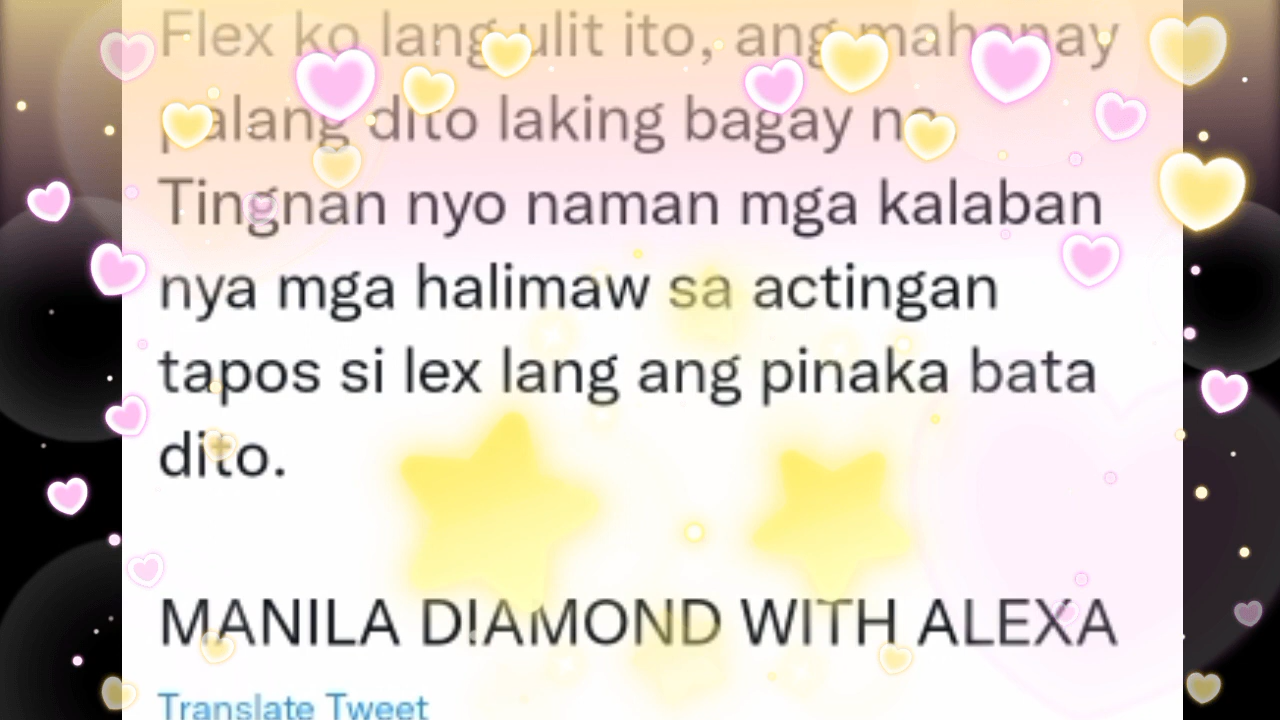 Flex ko lang ulit ito, ang mahanay
palang dito laking bagay na
Tingnan nyo naman mga kalaban
nya mga halimaw sa actingan
tapos si lex lang ang pinaka bata
dito.
MANILA D!AMOND WITH ALEXA
Translate Tweet